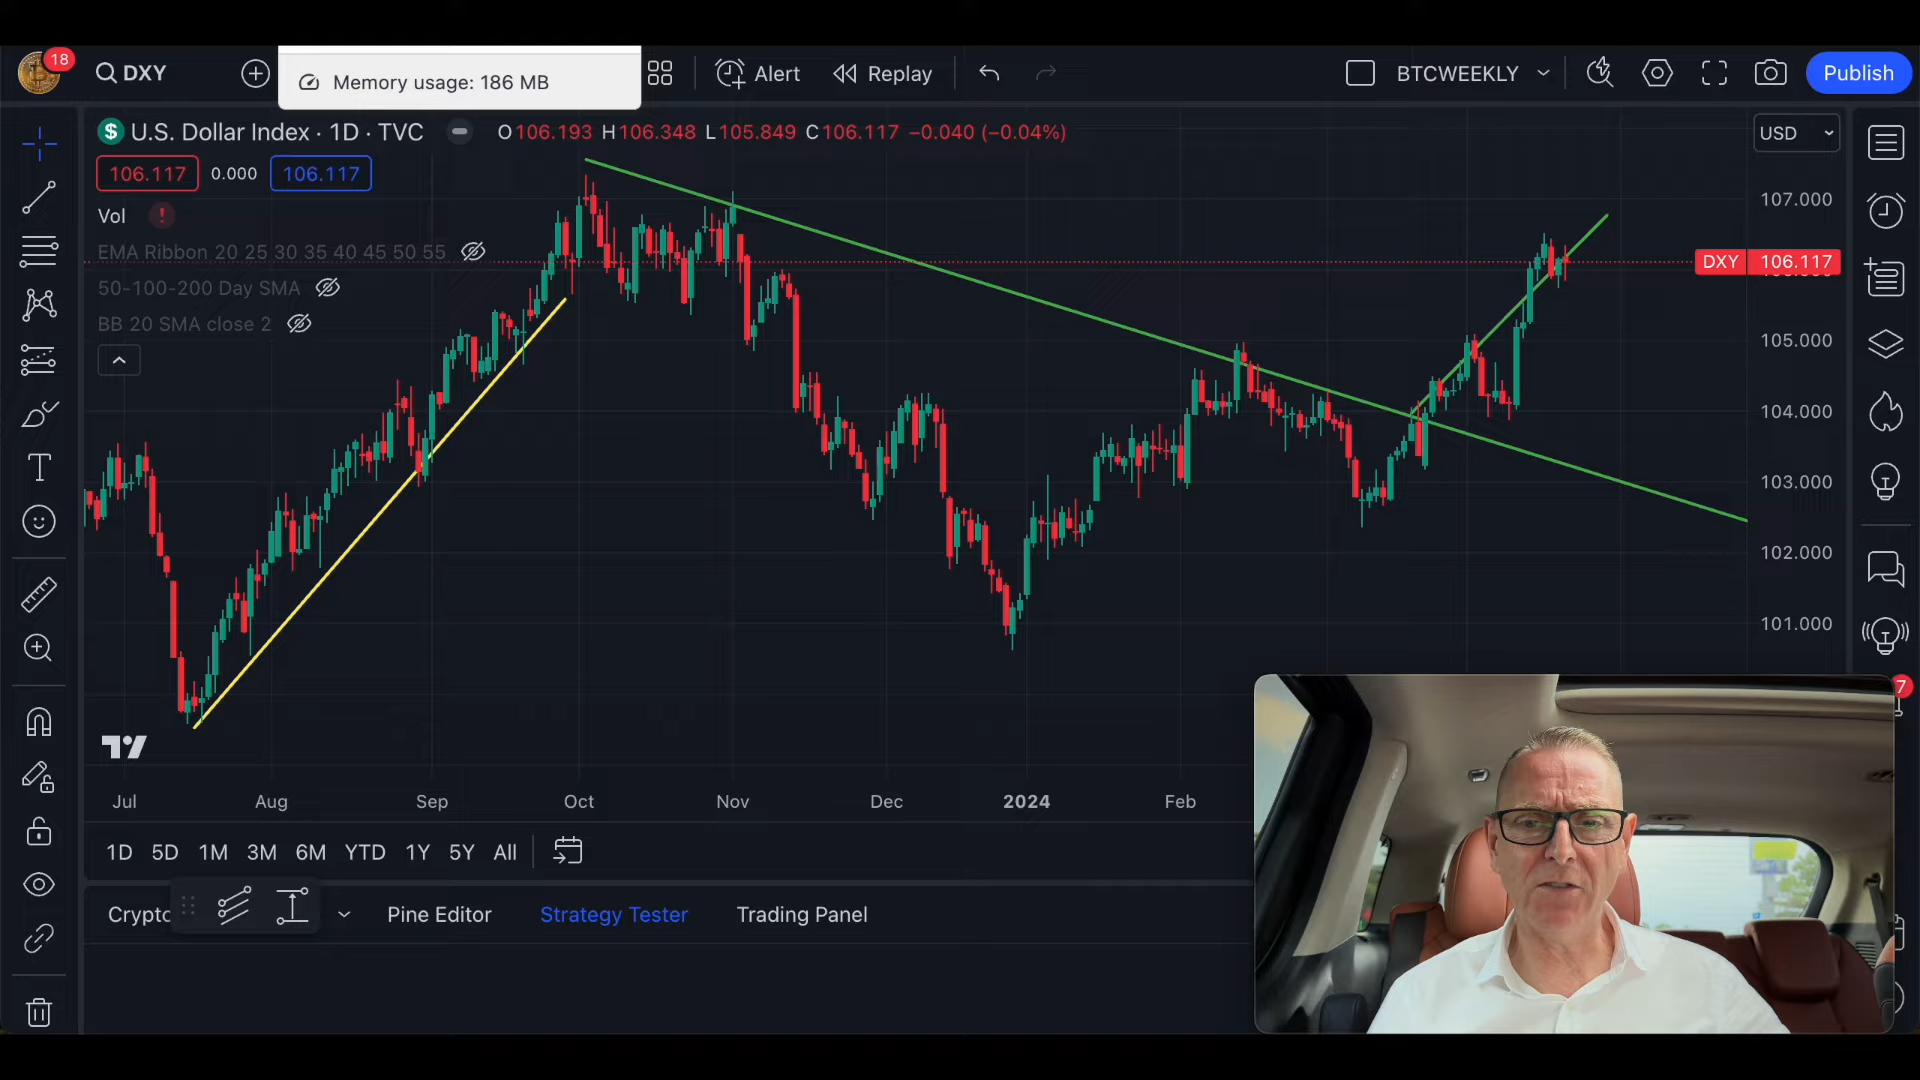 18
DXY
Memory usage: 186 MB
Alert
Replay
BTCWEEKLY
Publish
$ U.S. Dollar Index · 1D · TVC
O106.193 H106.348 L105.849 C106.117 −0.040 (−0.04%)
USD
106.117 0.000 106.117
Vol !
EMA Ribbon 20 25 30 35 40 45 50 55
50-100-200 Day SMA
BB 20 SMA close 2
107.000
DXY 106.117
105.000
104.000
103.000
102.000
101.000
7
Jul Aug Sep Oct Nov Dec 2024 Feb
1D 5D 1M 3M 6M YTD 1Y 5Y All
Crypto Pine Editor Strategy Tester Trading Panel